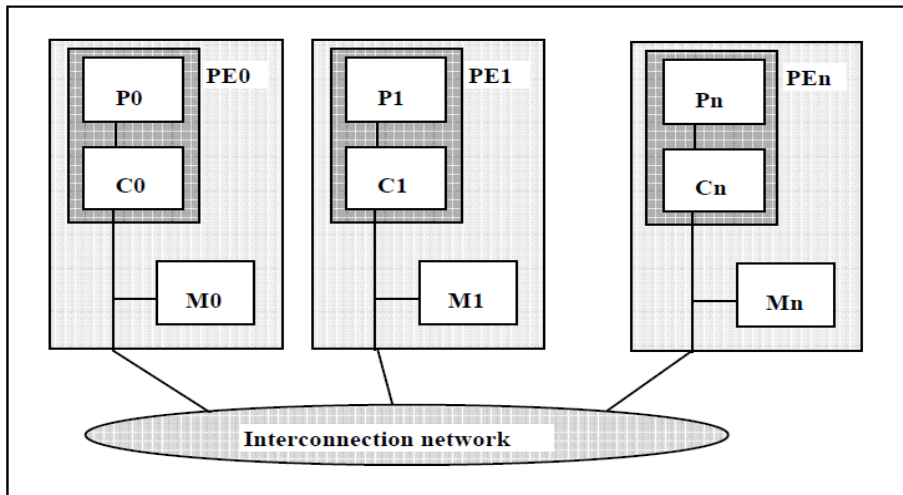 PE0
P0
C0
M0
PE1
P1
C1
M1
PEn
Pn
Cn
Mn
Interconnection network